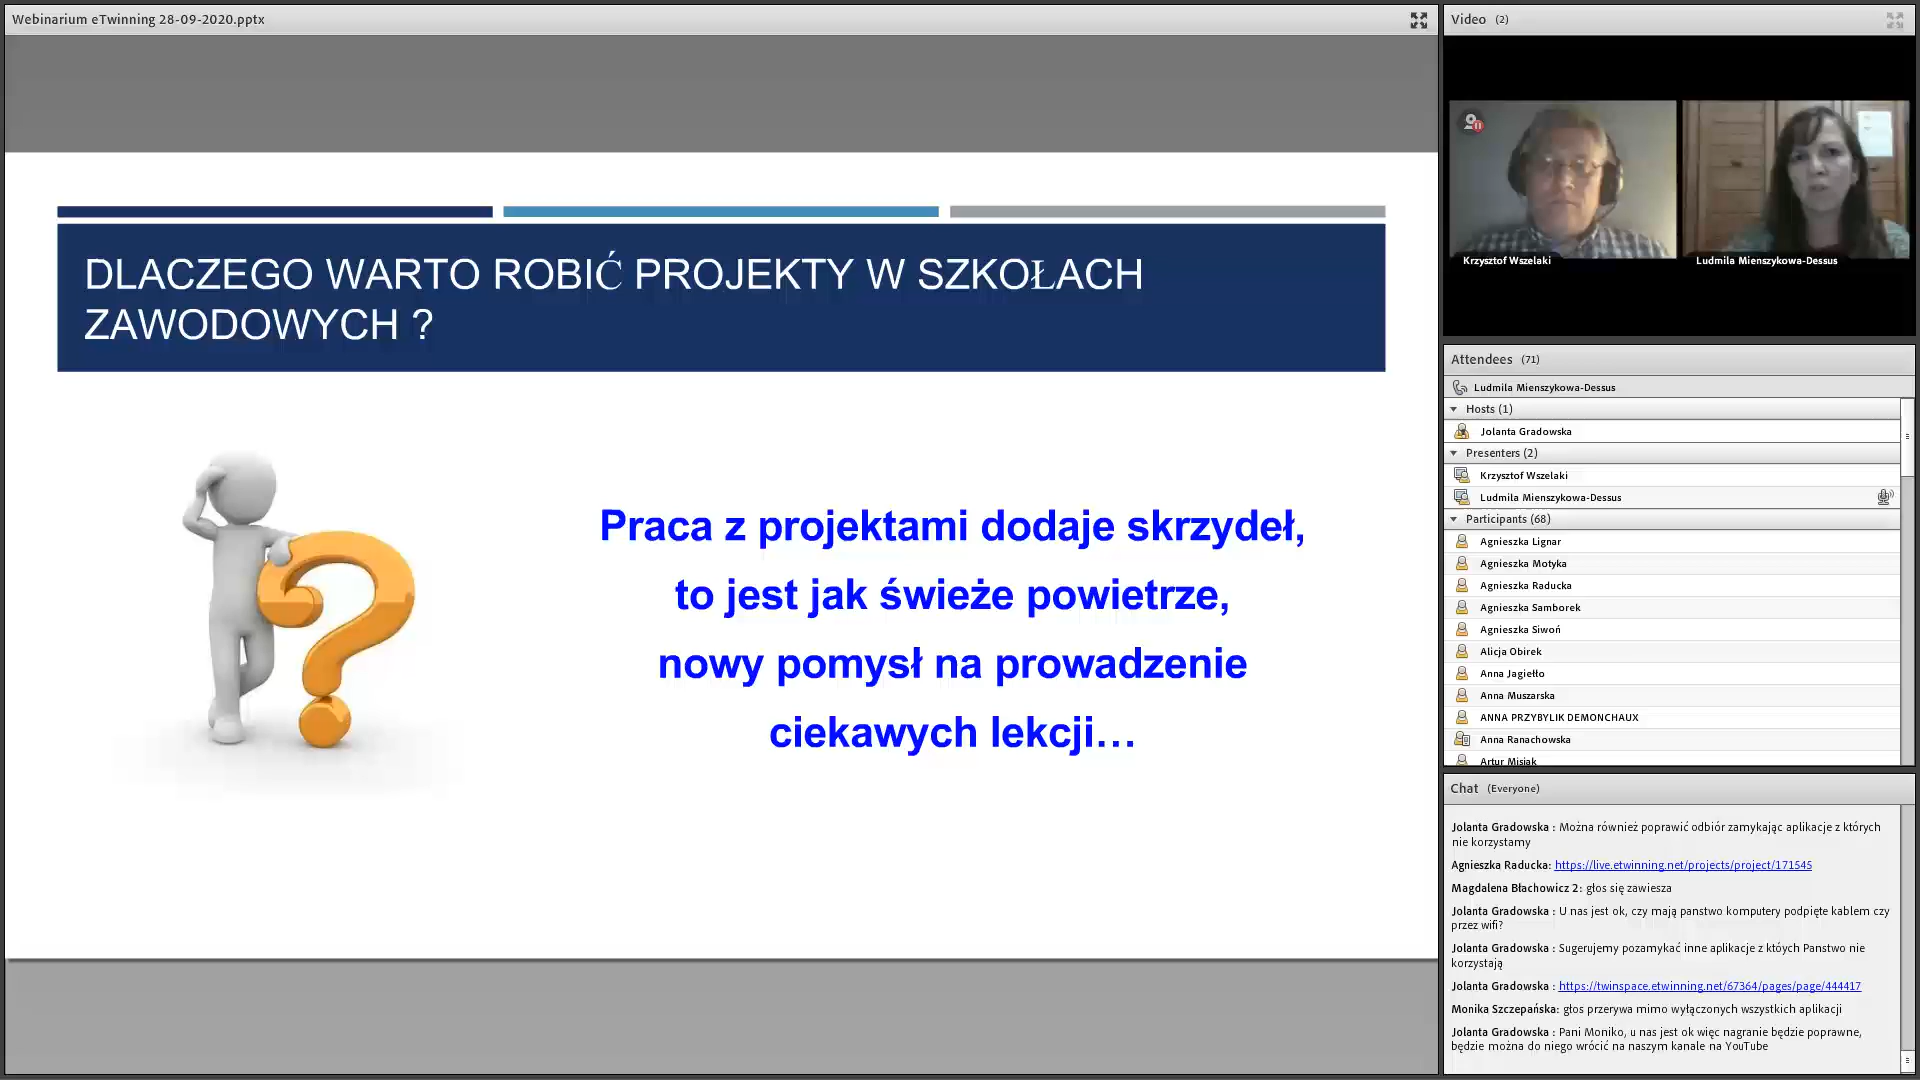 Webinarium eTwinning 28-09-2020.pptx
DLACZEGO WARTO ROBIĆ PROJEKTY W SZKOŁACH
ZAWODOWYCH ?
Praca z projektami dodaje skrzydeł,
to jest jak świeże powietrze,
nowy pomysł na prowadzenie
ciekawych lekcji…
Video (2)
Krzysztof Wszelaki
Ludmila Mienszykowa-Dessus
Attendees (71)
Ludmila Mienszykowa-Dessus
Hosts (1)
Jolanta Gradowska
Presenters (2)
Krzysztof Wszelaki
Ludmila Mienszykowa-Dessus
Participants (68)
Agnieszka Lignar
Agnieszka Motyka
Agnieszka Raducka
Agnieszka Samborek
Agnieszka Siwoń
Alicja Obirek
Anna Jagiełło
Anna Muszarska
ANNA PRZYBYLIK DEMONCHAUX
Anna Ranachowska
Artur Misiak
Chat (Everyone)
Jolanta Gradowska : Można również poprawić odbiór zamykając aplikacje z których
nie korzystamy
Agnieszka Raducka: https://live.etwinning.net/projects/project/171545
Magdalena Błachowicz 2: głos się zawiesza
Jolanta Gradowska : U nas jest ok, czy mają panstwo komputery podpięte kablem czy
przez wifi?
Jolanta Gradowska : Sugerujemy pozamykać inne aplikacje z któych Panstwo nie
korzystają
Jolanta Gradowska : https://twinspace.etwinning.net/67364/pages/page/444417
Monika Szczepańska: głos przerywa mimo wyłączonych wszystkich aplikacji
Jolanta Gradowska : Pani Moniko, u nas jest ok więc nagranie będzie poprawne,
będzie można do niego wrócić na naszym kanale na YouTube